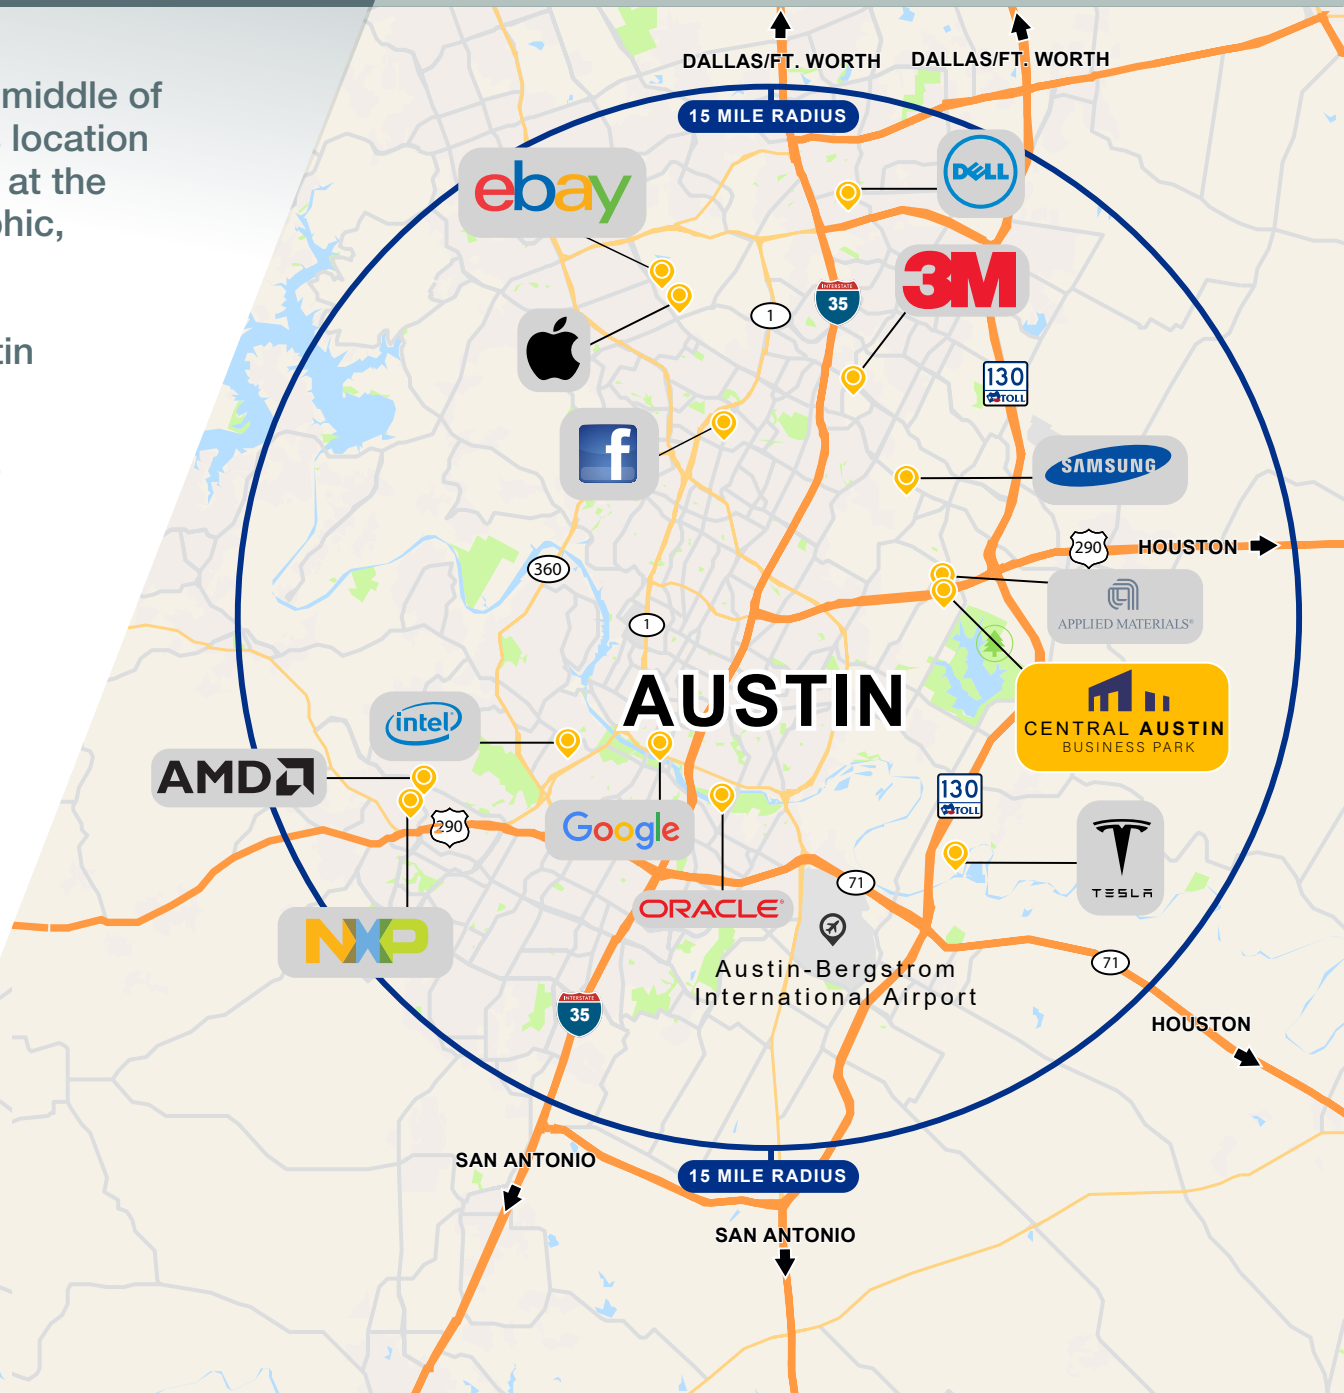 middle of
location
at the
DALLAS/FT. WORTH
DALLAS/FT. WORTH
15 MILE RADIUS
DELL
ebay
3M
INTERSTATE
35
1
130
TOLL
f
SAMSUNG
290
HOUSTON
360
APPLIED MATERIALS®
1
AUSTIN
CENTRAL AUSTIN
BUSINESS PARK
intel
AMD
130
TOLL
Google
290
TESLA
71
ORACLE
NXP
Austin-Bergstrom
International Airport
71
INTERSTATE
35
HOUSTON
SAN ANTONIO
15 MILE RADIUS
SAN ANTONIO